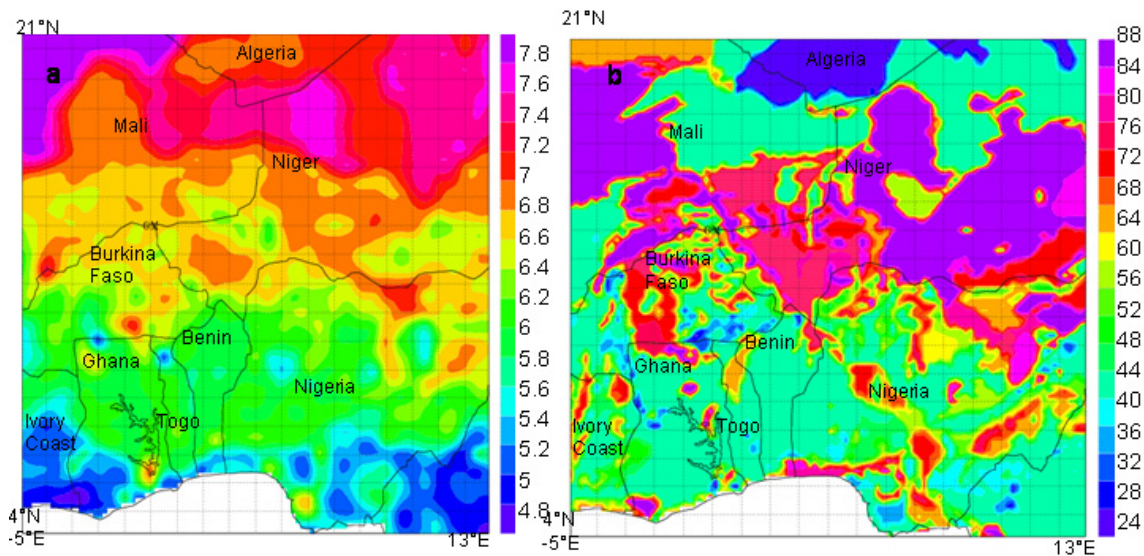 21°N
a
Algeria
Mali
Niger
Burkina
Faso
Benin
Ghana
Nigeria
Ivory
Coast
Togo
4°N
-5°E
13°E
7.8
7.6
7.4
7.2
7
6.8
6.6
6.4
6.2
6
5.8
5.6
5.4
5.2
5
4.8
21°N
b
Algeria
Mali
Niger
Burkina
Faso
Benin
Ghana
Nigeria
Ivory
Coast
Togo
4°N
-5°E
13°E
88
84
80
76
72
68
64
60
56
52
48
44
40
36
32
28
24